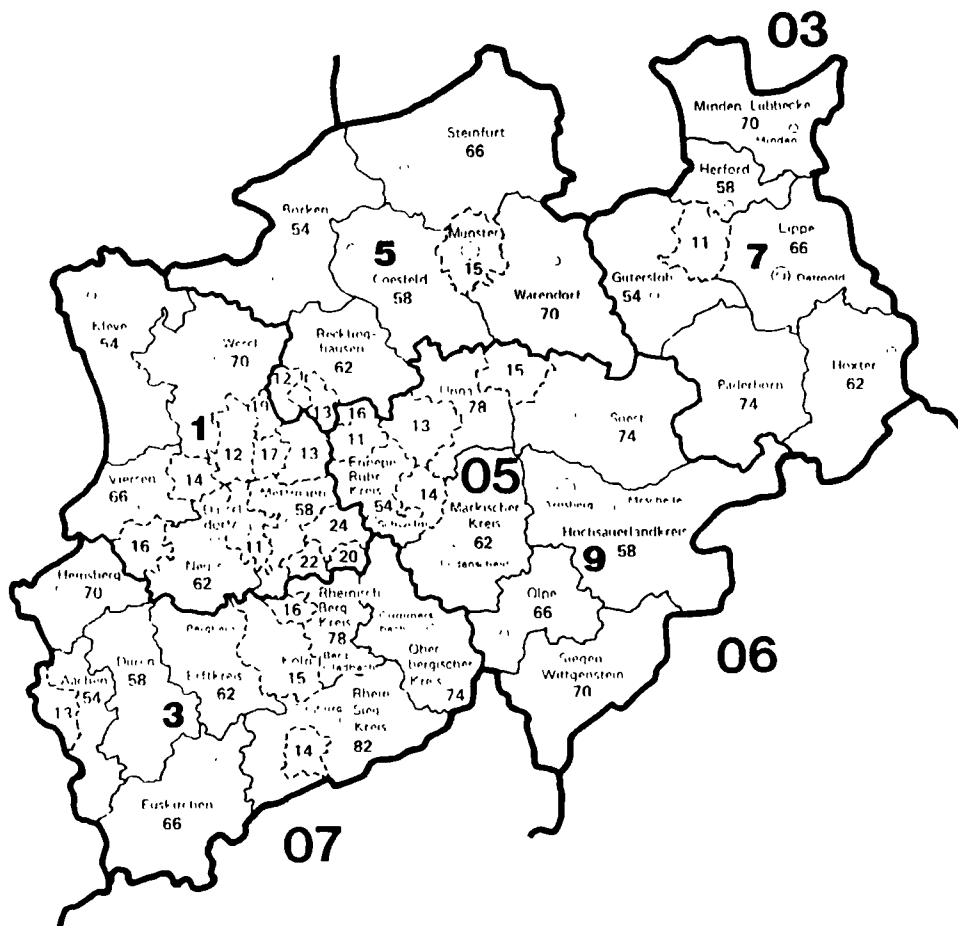 03
Minden Lübbecke
70
Minden
Steinfurt
66
Herford
58
Borken
54
Münster
15
5
Coesfeld
58
11
Lippe
66
7
Detmold
Gütersloh
54
Warendorf
70
Kleve
54
Wesel
70
Reckling-
hausen
62
Paderborn
74
Höxter
62
12
13
15
Unna
78
Soest
74
1
16
11
13
12
17
13
14
Viersen
66
Ennepe
Ruhr
Kreis
54
14
05
Mettmann
58
Märkischer
Kreis
62
Arnsberg
Meschede
Hochsauerlandkreis
58
9
16
Neuss
62
11
24
22
20
Heinsberg
70
Olpe
66
16
Rheinisch
Berg
Kreis
78
Köln
15
Ober
bergischer
Kreis
74
Siegen
Wittgenstein
70
06
Düren
58
Aachen
54
13
Erftkreis
62
3
Rhein
Sieg
Kreis
82
14
Euskirchen
66
07